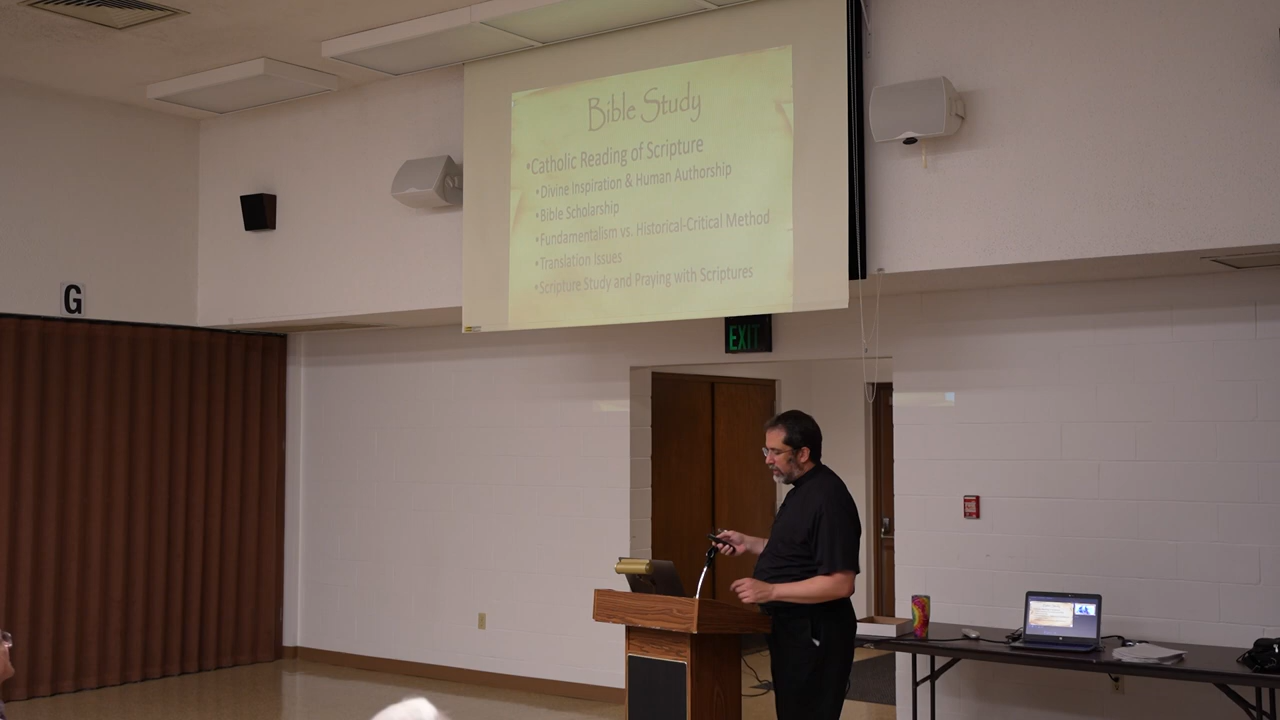 Bible Study
•Catholic Reading of Scripture
•Divine Inspiration & Human Authorship
•Bible Scholarship
•Fundamentalism vs. Historical-Critical Method
•Translation Issues
•Scripture Study and Praying with Scriptures
G
EXIT